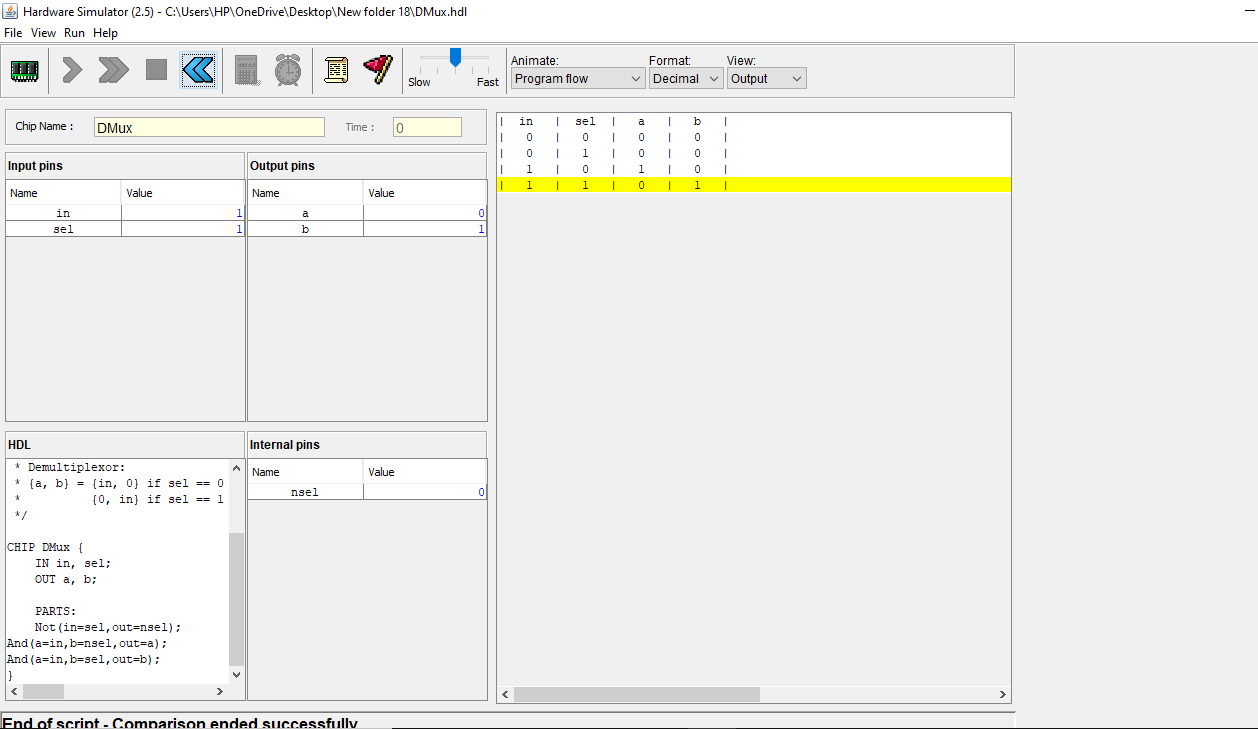 Hardware Simulator (2.5) - C:\Users\HP\OneDrive\Desktop\New folder 18\DMux.hdl
File View Run Help
Slow Fast
Animate: Format: View:
Program flow Decimal Output
Chip Name : DMux Time : 0
Input pins
Name Value
in 1
sel 1
Output pins
Name Value
a 0
b 1
HDL
* Demultiplexor:
* {a, b} = {in, 0} if sel == 0
* {0, in} if sel == 1
*/
CHIP DMux {
IN in, sel;
OUT a, b;
PARTS:
Not(in=sel,out=nsel);
And(a=in,b=nsel,out=a);
And(a=in,b=sel,out=b);
}
Internal pins
Name Value
nsel 0
| in | sel | a | b |
| 0 | 0 | 0 | 0 |
| 0 | 1 | 0 | 0 |
| 1 | 0 | 1 | 0 |
| 1 | 1 | 0 | 1 |
End of script - Comparison ended successfully